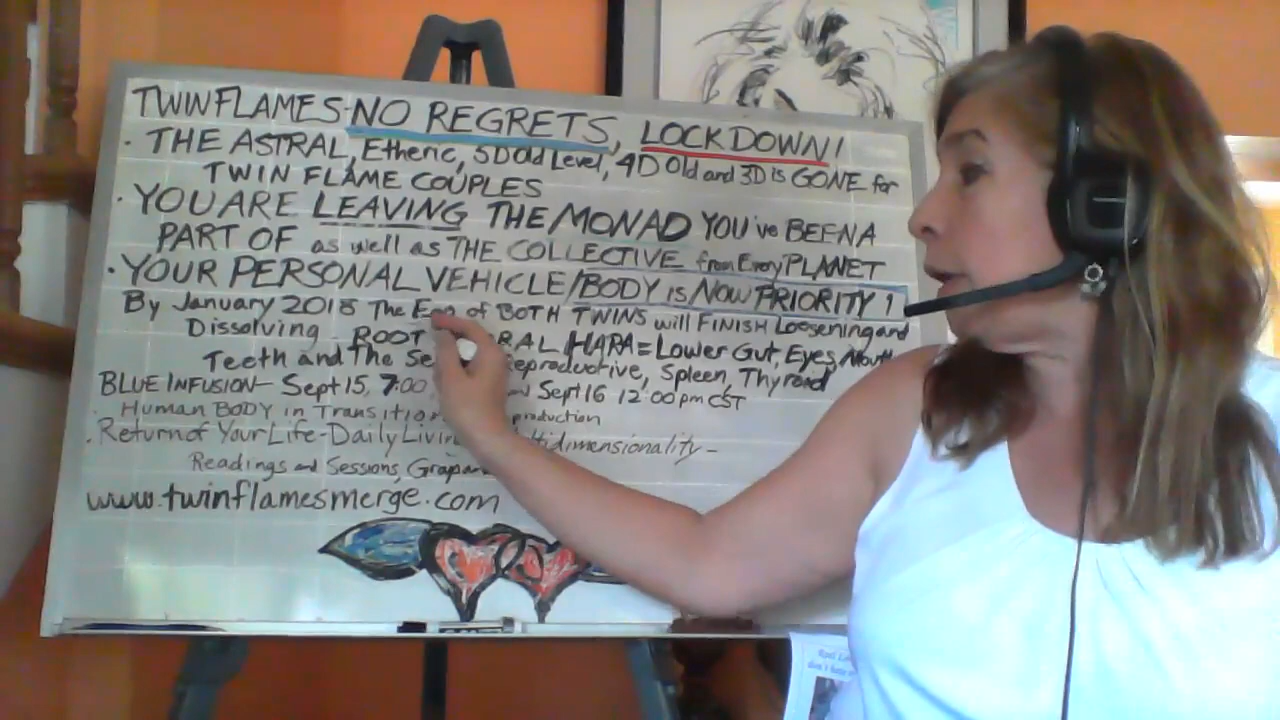 TWINFLAMES-NO REGRETS, LOCKDOWN!
· THE ASTRAL, Etheric, 5D Old Level, 4D Old and 3D is GONE for
TWIN FLAME COUPLES
· YOU ARE LEAVING THE MONAD YOU'VE BEEN A
PART OF as well as THE COLLECTIVE from Every PLANET
· YOUR PERSONAL VEHICLE/BODY is NOW PRIORITY 1
By January 2018 The Ego of BOTH TWINS will FINISH Loosening and
Dissolving ROOT RAL HARA = Lower Gut, Eyes, Mouth
Teeth and the Se Reproductive, Spleen, Thyroid
BLUE INFUSION- Sept 15, 7:00 Sept 16 12:00pm CST
· HUMAN BODY in Transition production
· Return of Your Life-Daily Livin ltidimensionality-
Readings and Sessions,
www.twinflamesmerge.com